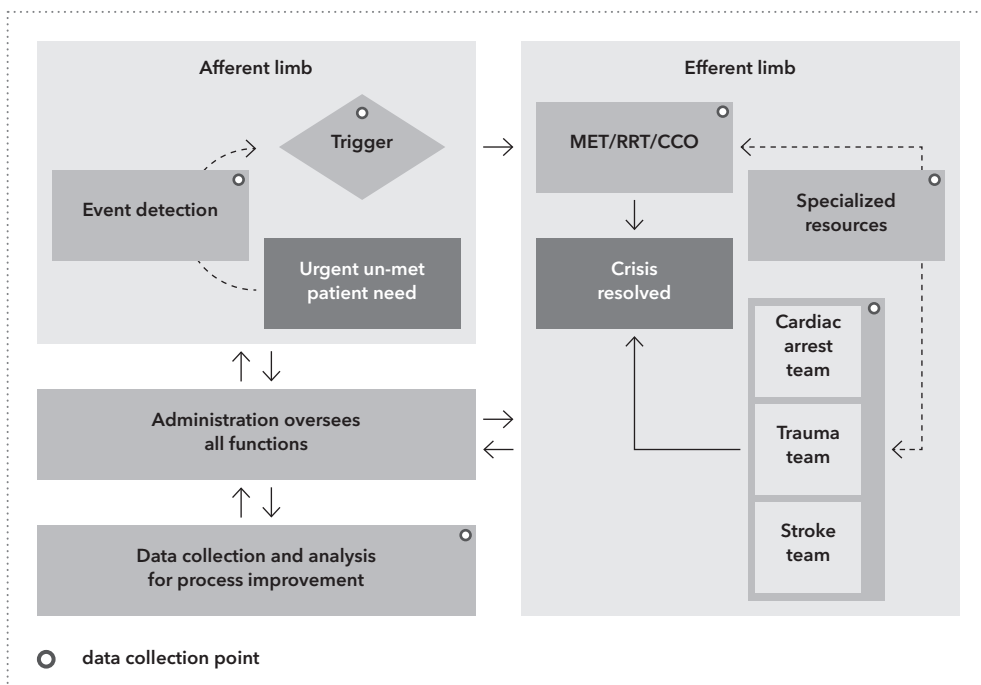 Afferent limb
Trigger
Event detection
Urgent un-met
patient need
Efferent limb
MET/RRT/CCO
Specialized
resources
Crisis
resolved
Cardiac
arrest
team
Trauma
team
Stroke
team
Administration oversees
all functions
Data collection and analysis
for process improvement
data collection point